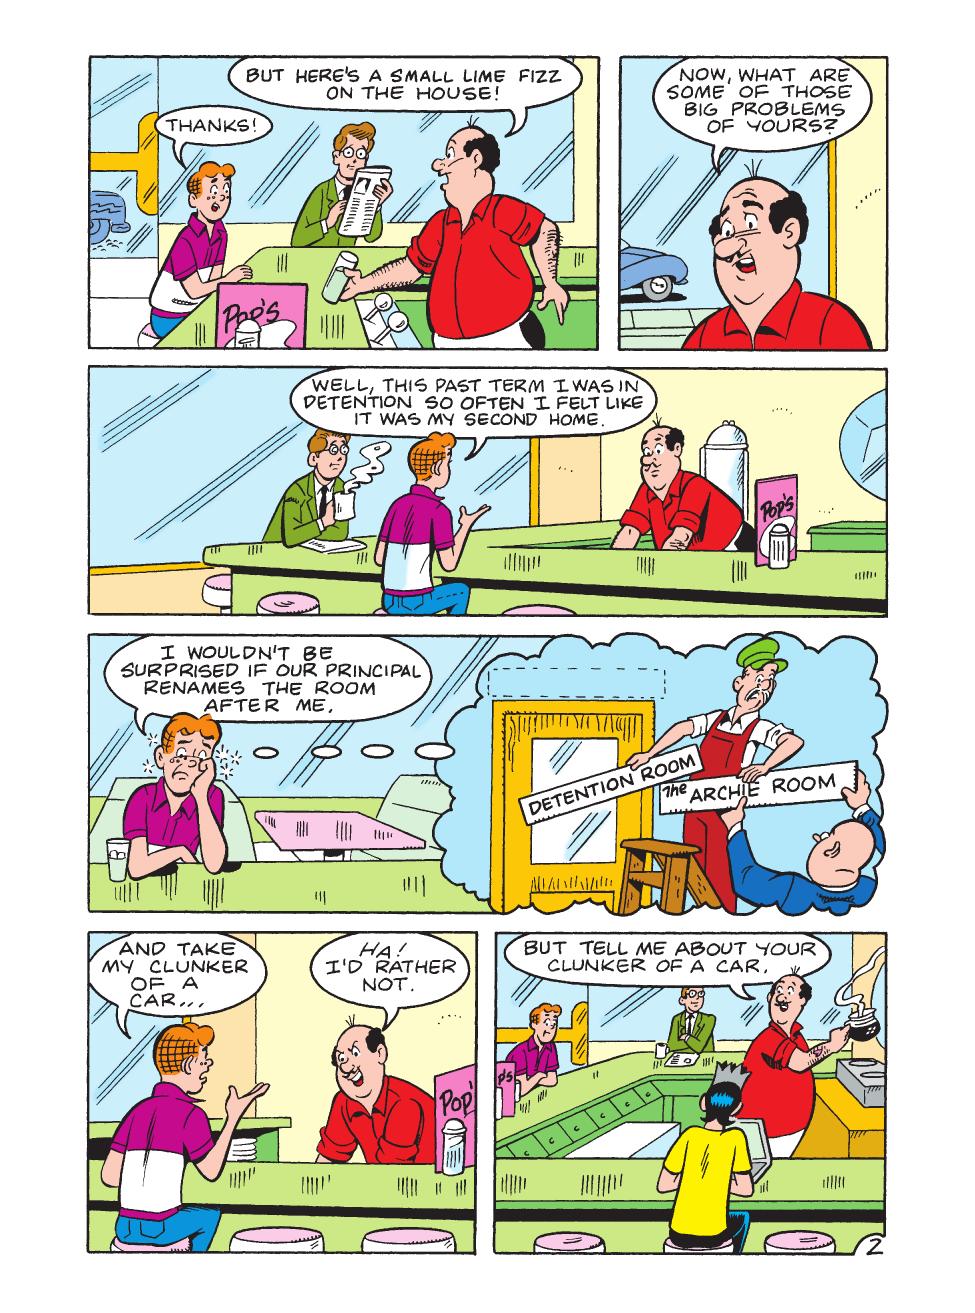 BUT HERE'S A SMALL LIME FIZZ
ON THE HOUSE!
THANKS!
POP'S
NOW, WHAT ARE
SOME OF THOSE
BIG PROBLEMS
OF YOURS?
WELL, THIS PAST TERM I WAS IN
DETENTION SO OFTEN I FELT LIKE
IT WAS MY SECOND HOME.
POP'S
I WOULDN'T BE
SURPRISED IF OUR PRINCIPAL
RENAMES THE ROOM
AFTER ME.
DETENTION ROOM
The ARCHIE ROOM
AND TAKE
MY CLUNKER
OF A
CAR...
HA!
I'D RATHER
NOT.
POP'
BUT TELL ME ABOUT YOUR
CLUNKER OF A CAR.
P'S
2